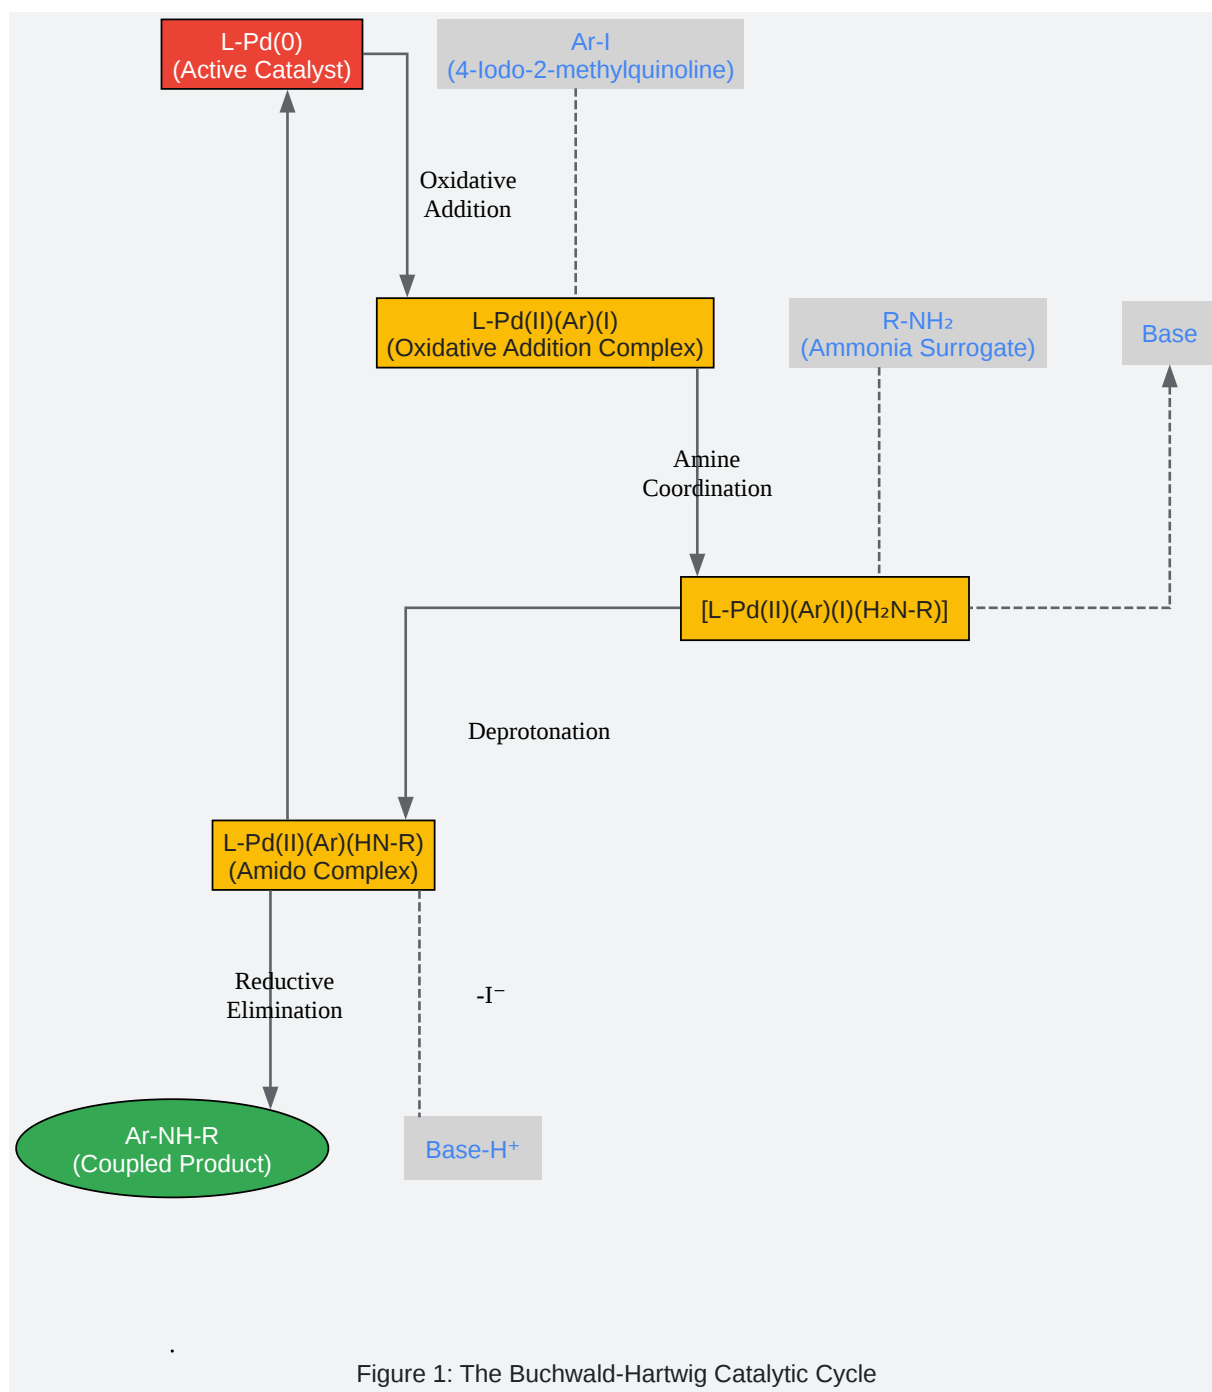 L-Pd(0)
(Active Catalyst)
Ar-I
(4-Iodo-2-methylquinoline)
Oxidative
Addition
L-Pd(II)(Ar)(I)
(Oxidative Addition Complex)
R-NH₂
(Ammonia Surrogate)
Base
Amine
Coordination
[L-Pd(II)(Ar)(I)(H₂N-R)]
Deprotonation
L-Pd(II)(Ar)(HN-R)
(Amido Complex)
Reductive
Elimination
-I⁻
Ar-NH-R
(Coupled Product)
Base-H⁺
.
Figure 1: The Buchwald-Hartwig Catalytic Cycle